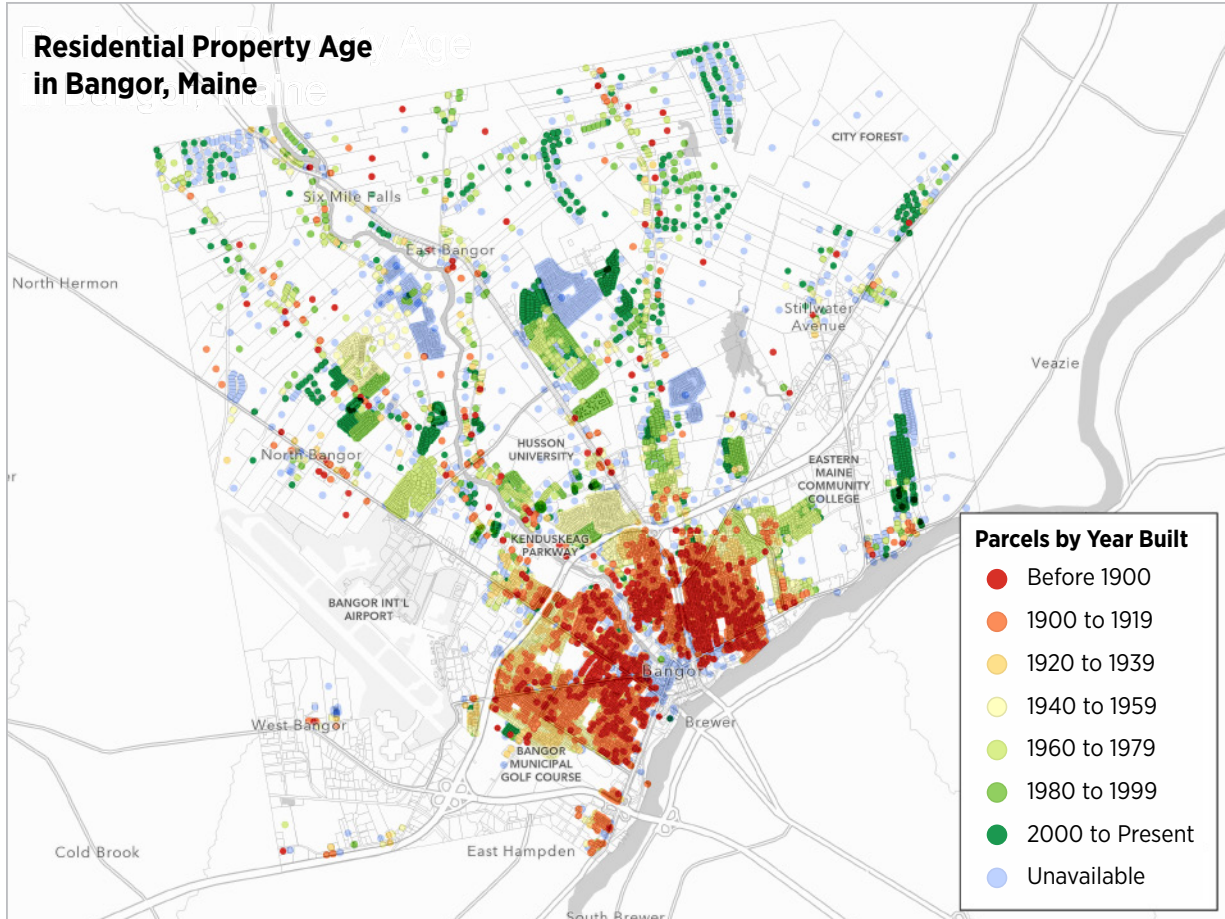 Residential Property Age
in Bangor, Maine
CITY FOREST
Six Mile Falls
East Bangor
North Hermon
Stillwater
Avenue
Veazie
HUSSON
UNIVERSITY
North Bangor
EASTERN
MAINE
COMMUNITY
COLLEGE
KENDUSKEAG
PARKWAY
BANGOR INT'L
AIRPORT
Bangor
West Bangor
Brewer
BANGOR
MUNICIPAL
GOLF COURSE
Cold Brook
East Hampden
South Brewer
Parcels by Year Built
Before 1900
1900 to 1919
1920 to 1939
1940 to 1959
1960 to 1979
1980 to 1999
2000 to Present
Unavailable